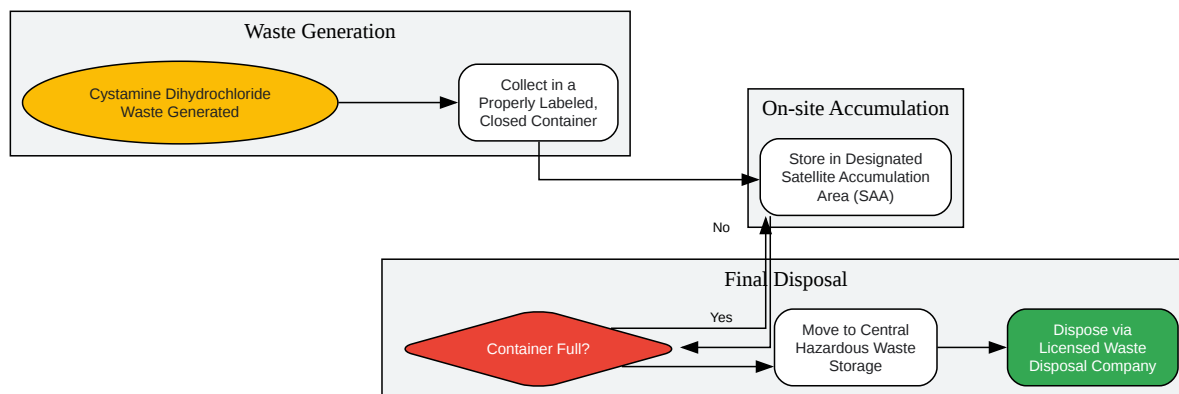 Waste Generation
Cystamine Dihydrochloride
Waste Generated
Collect in a
Properly Labeled,
Closed Container
On-site Accumulation
Store in Designated
Satellite Accumulation
Area (SAA)
No
Final Disposal
Yes
Container Full?
Move to Central
Hazardous Waste
Storage
Dispose via
Licensed Waste
Disposal Company